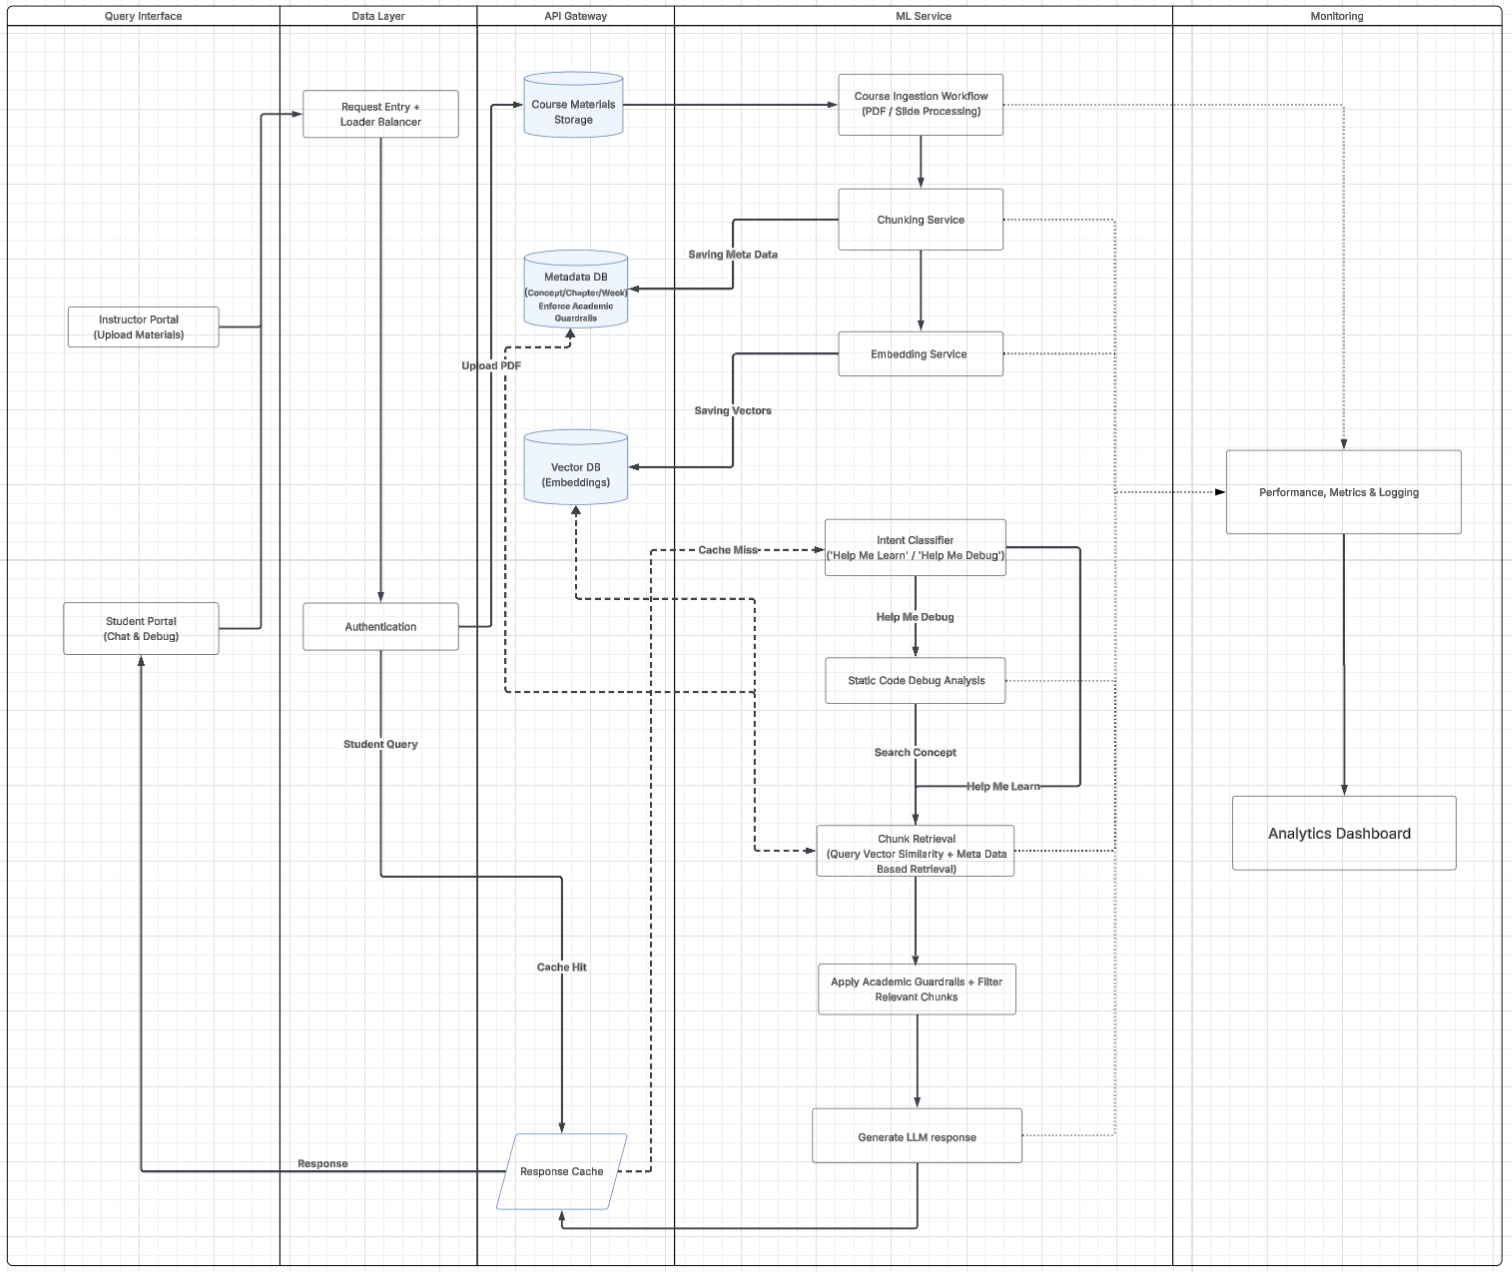 Query Interface
Data Layer
API Gateway
ML Service
Monitoring
Request Entry +
Loader Balancer
Course Materials
Storage
Course Ingestion Workflow
(PDF / Slide Processing)
Chunking Service
Saving Meta Data
Metadata DB
(Concept/Chapter/Week)
Enforce Academic
Guardrails
Instructor Portal
(Upload Materials)
Embedding Service
Upload PDF
Saving Vectors
Vector DB
(Embeddings)
Performance, Metrics & Logging
Intent Classifier
('Help Me Learn' / 'Help Me Debug')
Cache Miss
Help Me Debug
Student Portal
(Chat & Debug)
Authentication
Static Code Debug Analysis
Student Query
Search Concept
Help Me Learn
Chunk Retrieval
(Query Vector Similarity + Meta Data
Based Retrieval)
Analytics Dashboard
Cache Hit
Apply Academic Guardrails + Filter
Relevant Chunks
Generate LLM response
Response
Response Cache